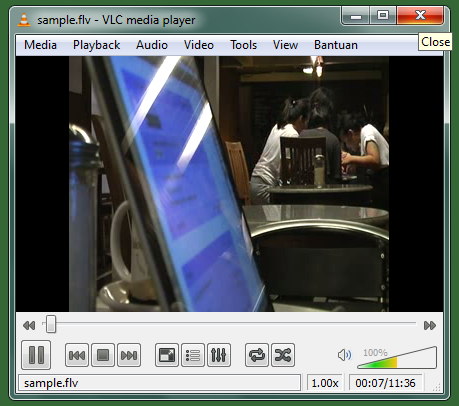 sample.flv - VLC media player
Close
Media Playback Audio Video Tools View Bantuan
100%
sample.flv 1.00x 00:07/11:36